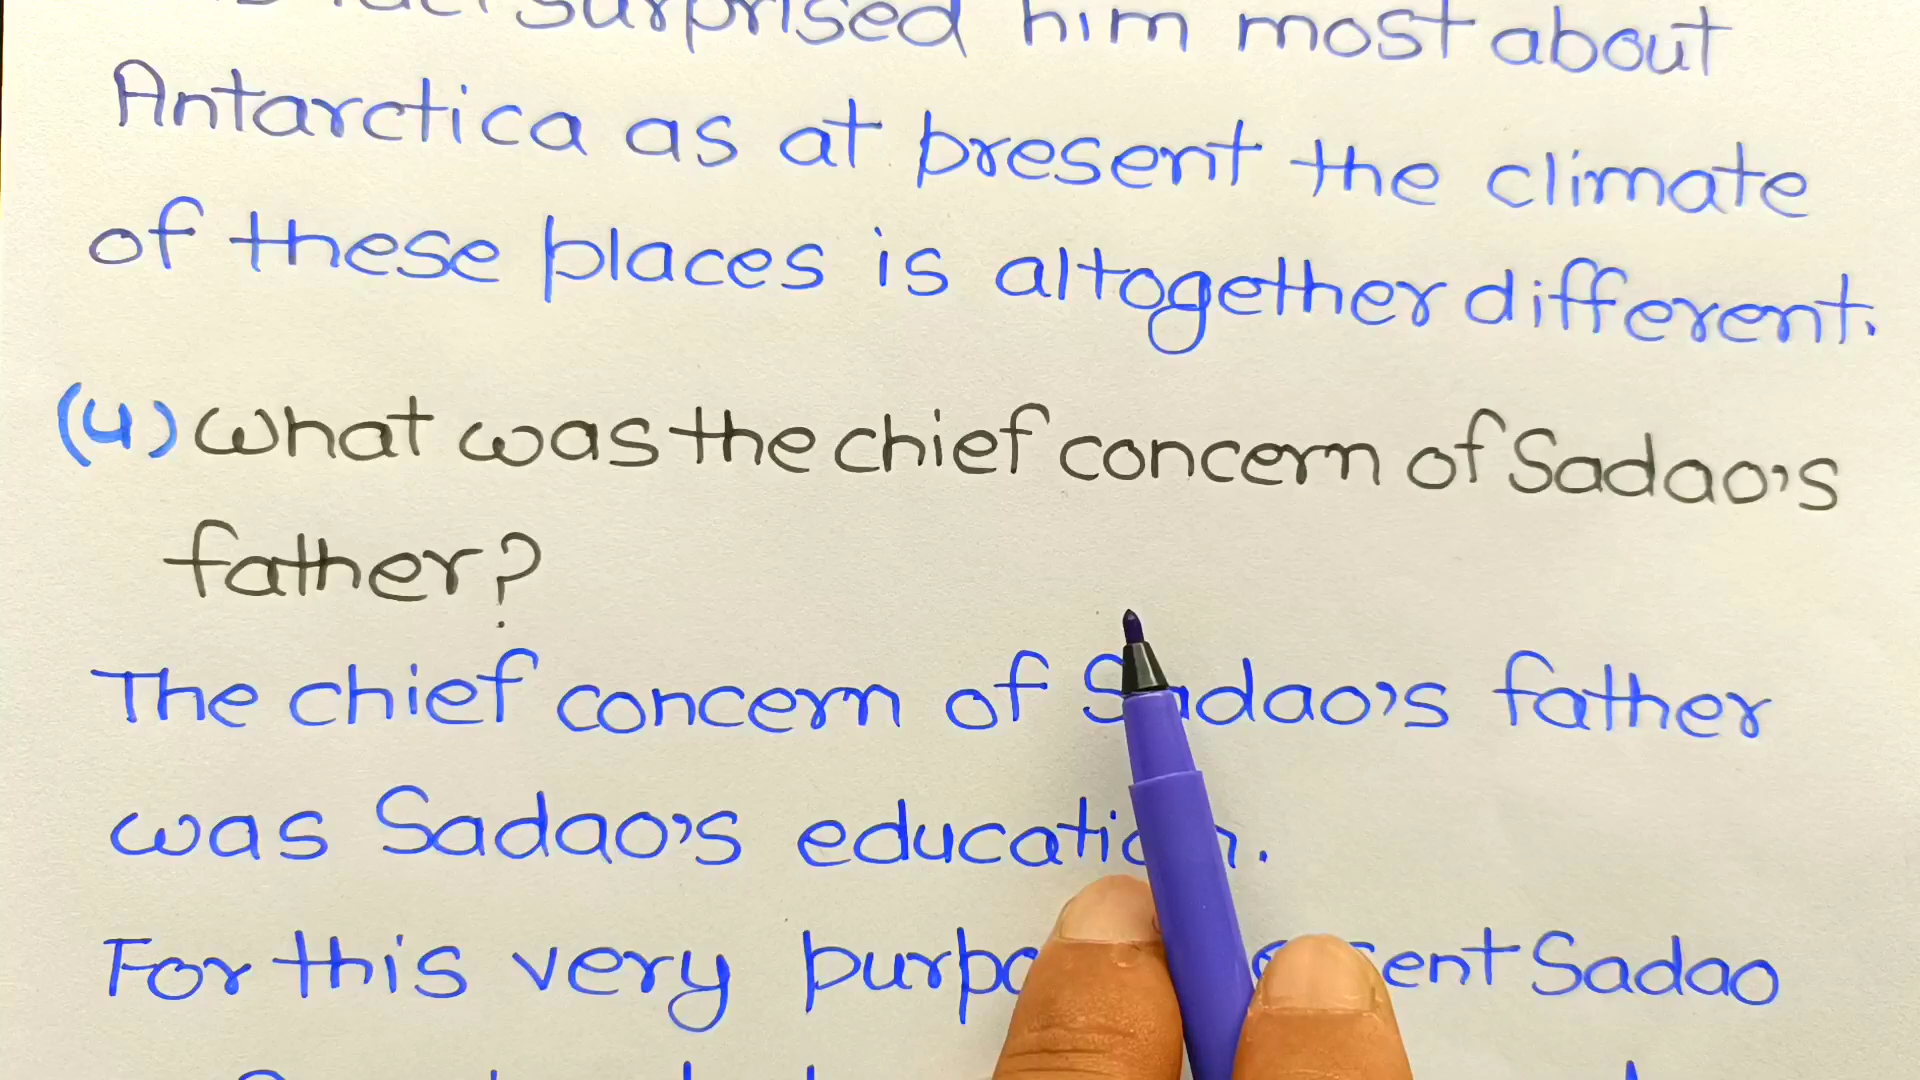 surprised him most about
Antarctica as at present the climate
of these places is altogether different.
(4) What was the chief concern of Sadao's
father?
The chief concern of Sadao's father
was Sadao's education.
For this very sent Sadao